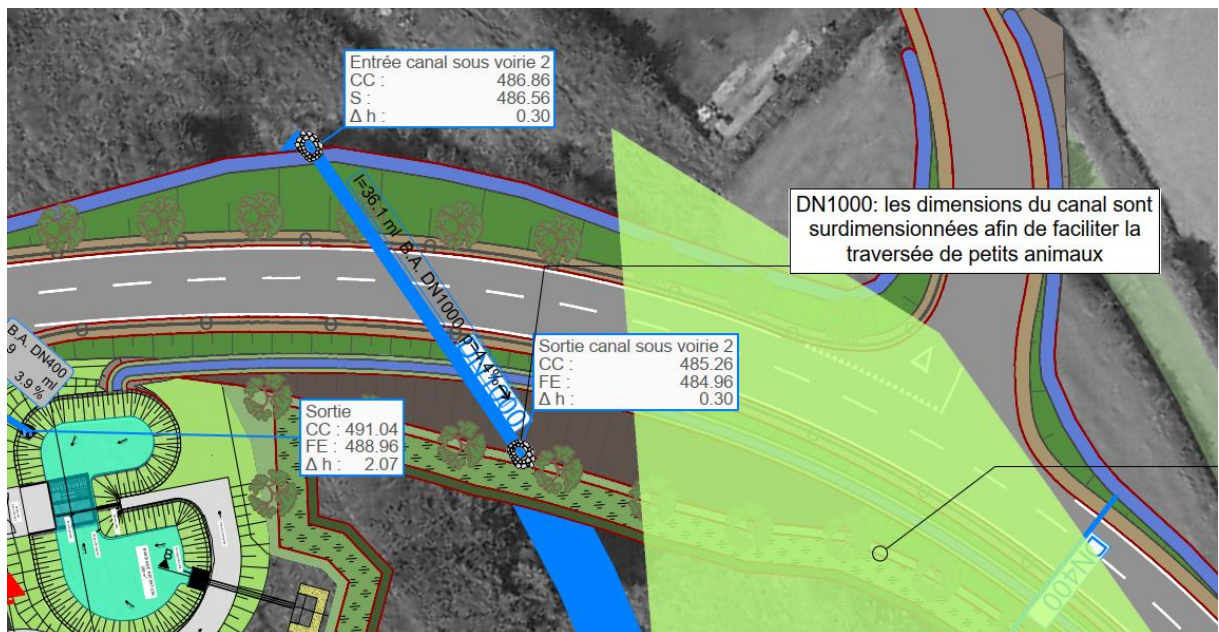 Entrée canal sous voirie 2
CC : 486.86
S : 486.56
Δ h : 0.30
l=36.1 ml B.A. DN1000 p=4.4%
DN1000: les dimensions du canal sont
surdimensionnées afin de faciliter la
traversée de petits animaux
B.A. DN400
9 ml
3.9 %
Sortie canal sous voirie 2
CC : 485.26
FE : 484.96
Δ h : 0.30
Sortie
CC : 491.04
FE : 488.96
Δ h : 2.07
B
DN400